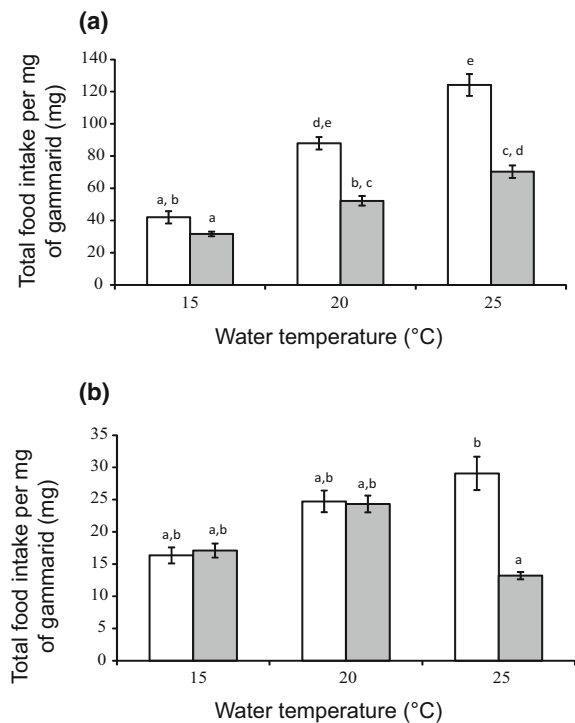 (a)
Total food intake per mg
of gammarid (mg)
140
120
100
80
60
40
20
0
a, b
a
d,e
b, c
e
c, d
15
20
25
Water temperature (°C)
(b)
Total food intake per mg
of gammarid (mg)
35
30
25
20
15
10
5
0
a,b
a,b
a,b
a,b
b
a
15
20
25
Water temperature (°C)